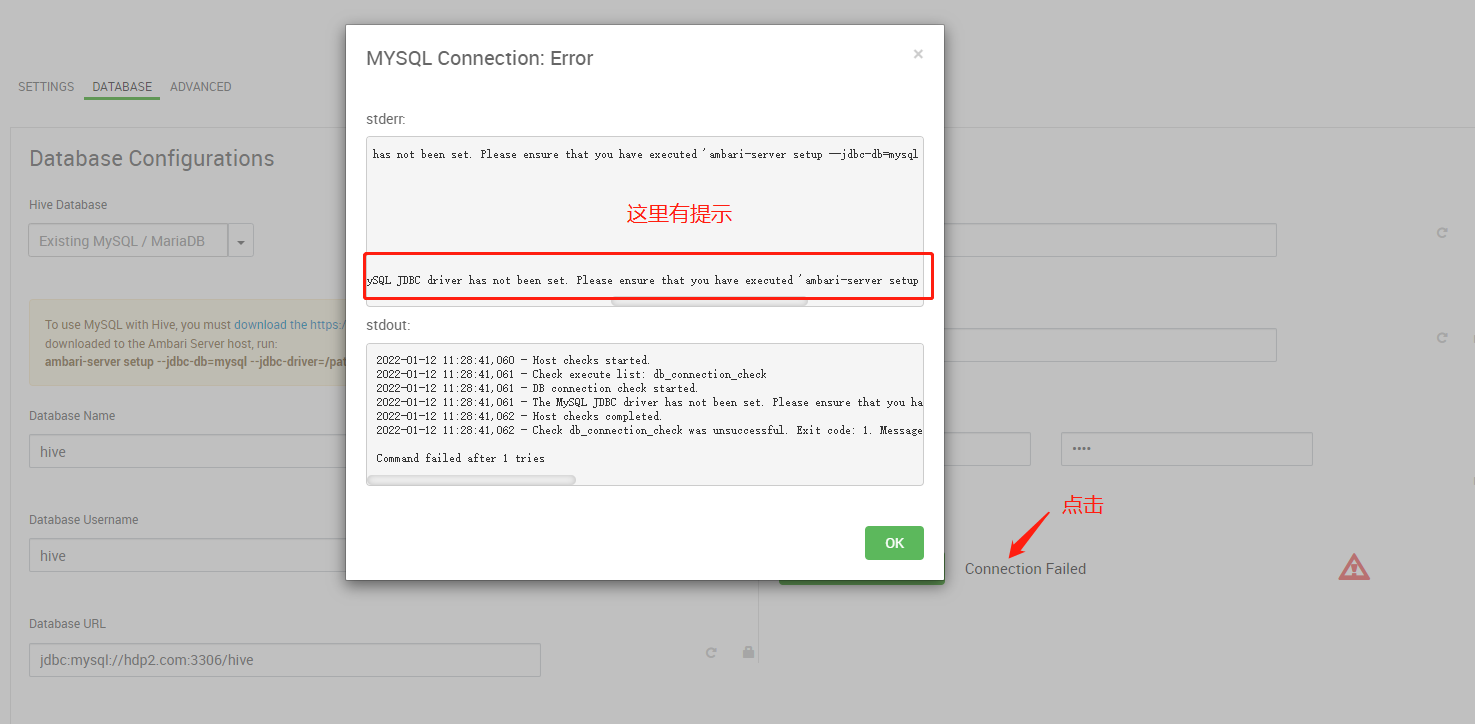 MYSQL Connection: Error
×
SETTINGS DATABASE ADVANCED
stderr:
Database Configurations
has not been set. Please ensure that you have executed 'ambari-server setup --jdbc-db=mysql
Hive Database
这里有提示
Existing MySQL / MariaDB
ySQL JDBC driver has not been set. Please ensure that you have executed 'ambari-server setup
To use MySQL with Hive, you must download the https:/
downloaded to the Ambari Server host, run:
ambari-server setup --jdbc-db=mysql --jdbc-driver=/pat
stdout:
2022-01-12 11:28:41,060 - Host checks started.
2022-01-12 11:28:41,061 - Check execute list: db_connection_check
2022-01-12 11:28:41,061 - DB connection check started.
2022-01-12 11:28:41,061 - The MySQL JDBC driver has not been set. Please ensure that you ha
2022-01-12 11:28:41,062 - Host checks completed.
2022-01-12 11:28:41,062 - Check db_connection_check was unsuccessful. Exit code: 1. Message
Command failed after 1 tries
Database Name
hive
••••
点击
Database Username
OK
hive
Connection Failed
Database URL
jdbc:mysql://hdp2.com:3306/hive